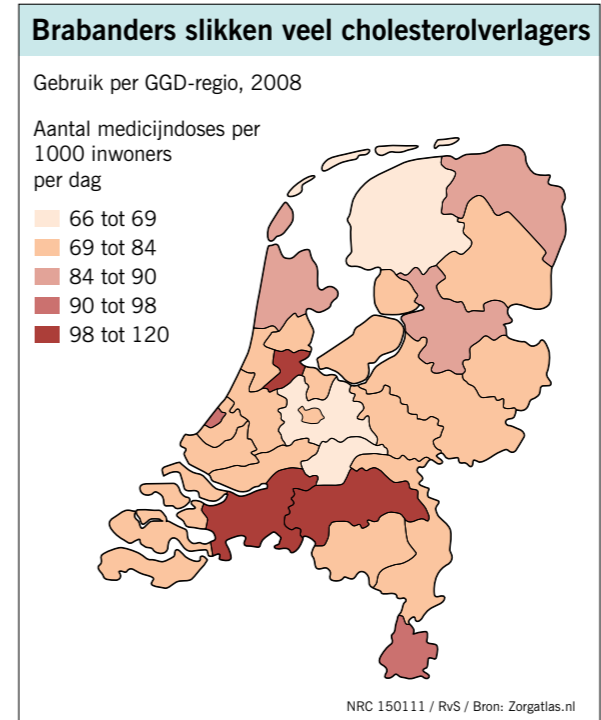 Brabanders slikken veel cholesterolverlagers
Gebruik per GGD-regio, 2008
Aantal medicijndoses per
1000 inwoners
per dag
66 tot 69
69 tot 84
84 tot 90
90 tot 98
98 tot 120
NRC 150111 / RvS / Bron: Zorgatlas.nl